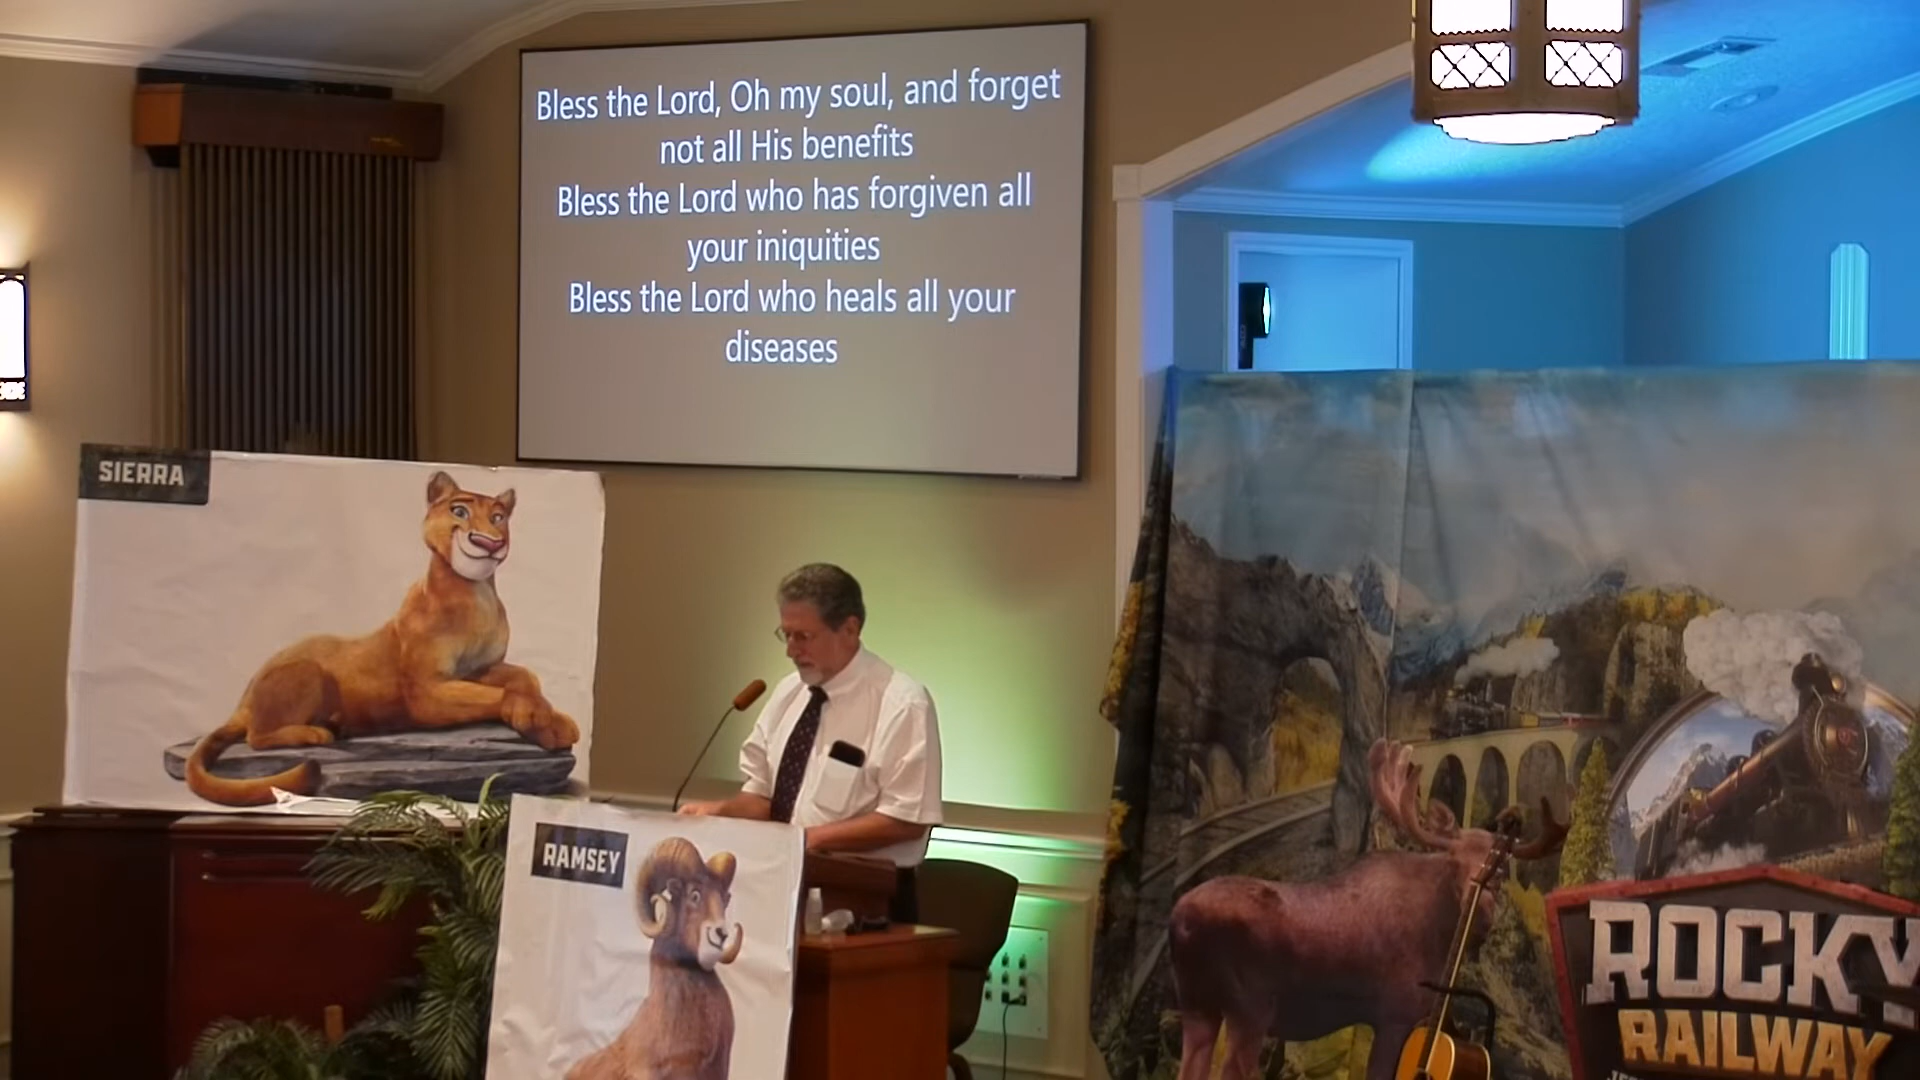 Bless the Lord, Oh my soul, and forget
not all His benefits
Bless the Lord who has forgiven all
your iniquities
Bless the Lord who heals all your
diseases
SIERRA
RAMSEY
ROCKY
RAILWAY